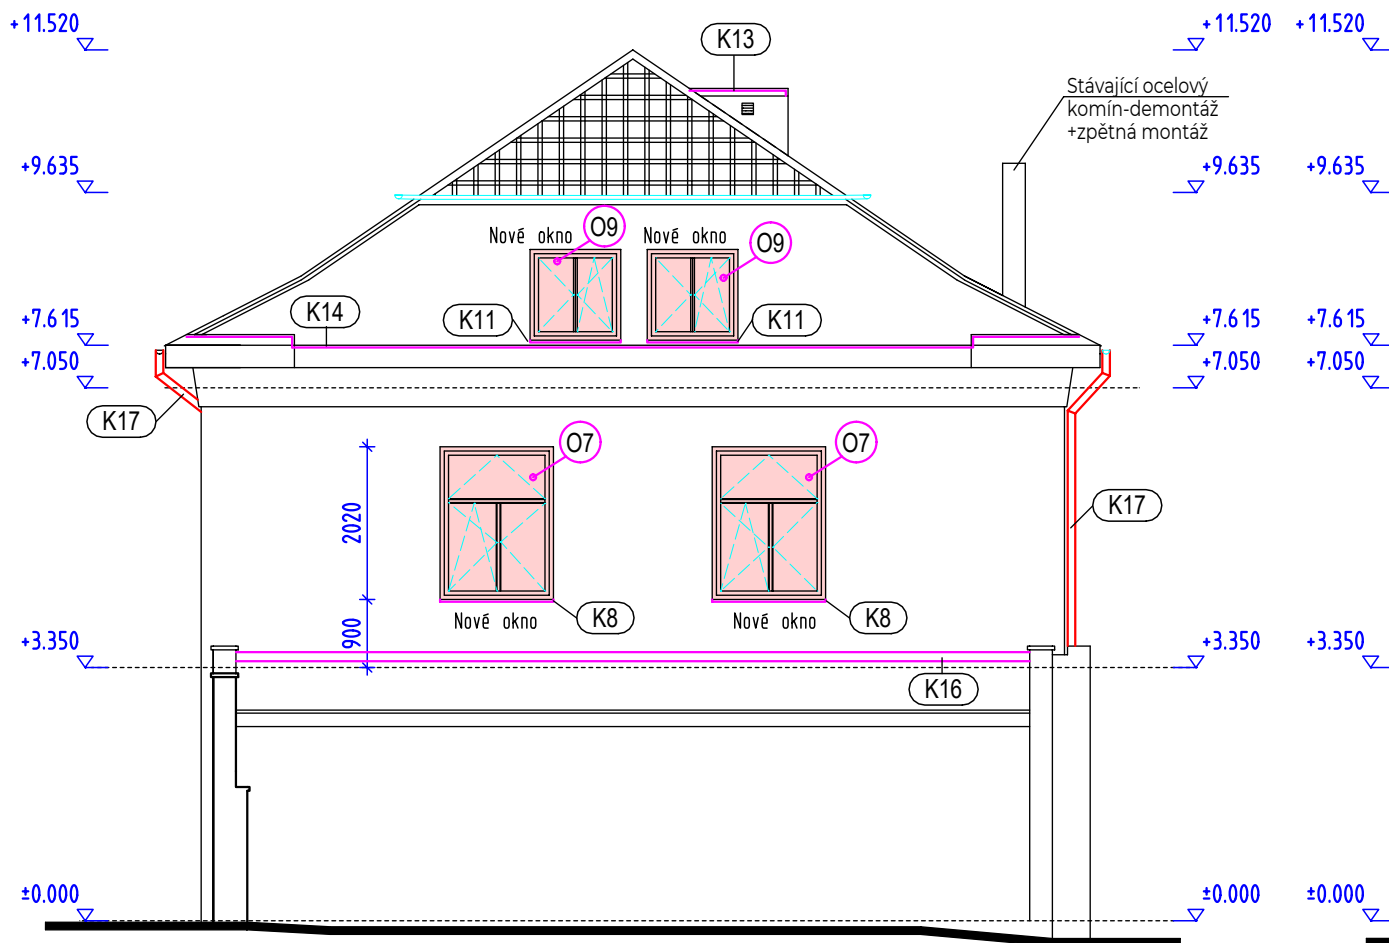 +11.520
K13
+11.520
+11.520
Stávající ocelový
komín-demontáž
+zpětná montáž
+9.635
+9.635
+9.635
Nové okno
O9
Nové okno
O9
K14
K11
K11
+7.615
+7.615
+7.615
+7.050
+7.050
+7.050
K17
O7
O7
2020
K17
K8
K8
Nové okno
Nové okno
900
+3.350
+3.350
+3.350
K16
±0.000
±0.000
±0.000